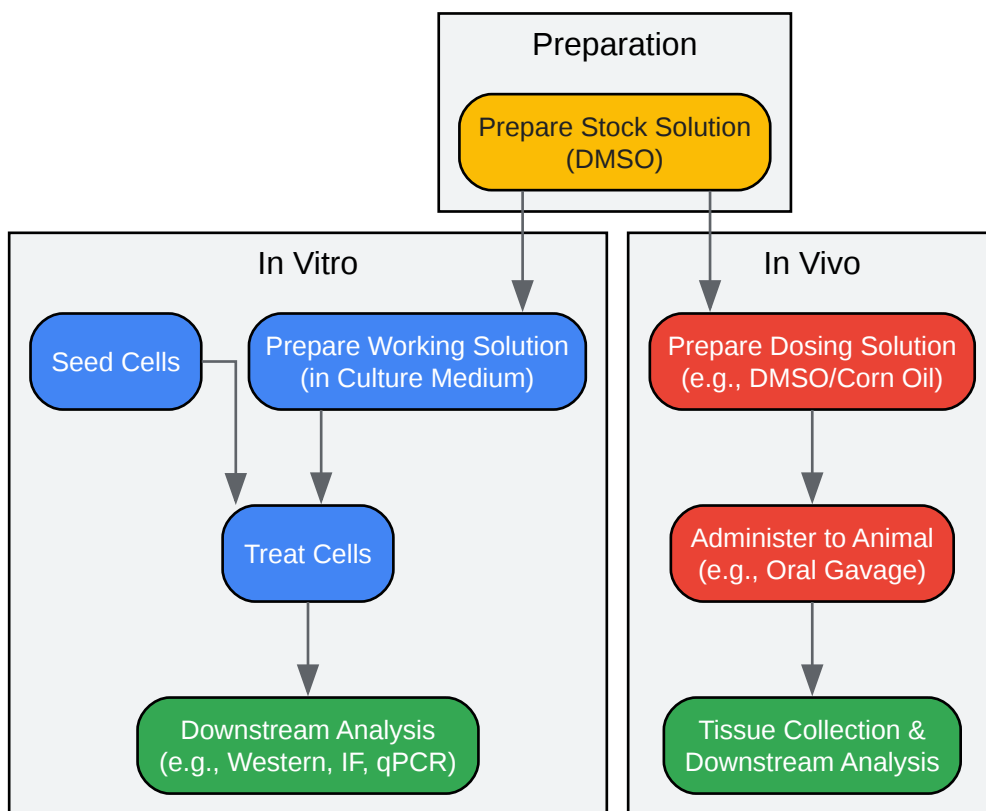 Preparation
Prepare Stock Solution
(DMSO)
In Vitro
Seed Cells
Prepare Working Solution
(in Culture Medium)
Treat Cells
Downstream Analysis
(e.g., Western, IF, qPCR)
In Vivo
Prepare Dosing Solution
(e.g., DMSO/Corn Oil)
Administer to Animal
(e.g., Oral Gavage)
Tissue Collection &
Downstream Analysis